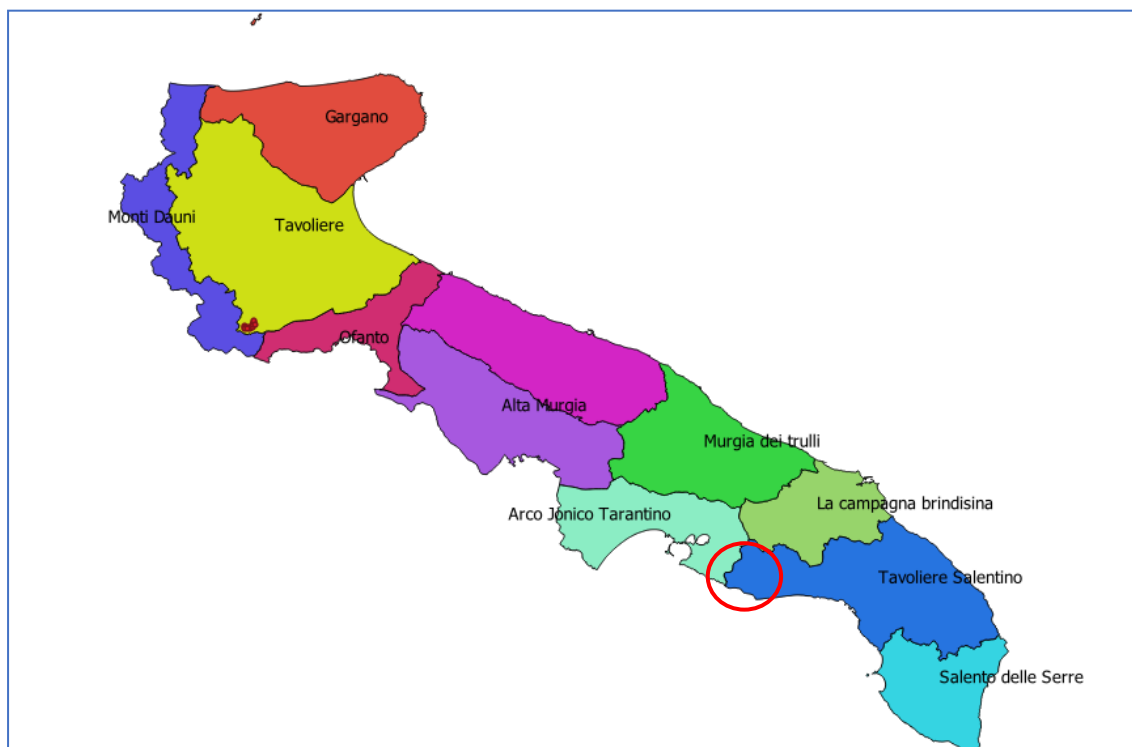 Gargano
Monti Dauni
Tavoliere
Ofanto
Alta Murgia
Murgia dei trulli
La campagna brindisina
Arco Jonico Tarantino
Tavoliere Salentino
Salento delle Serre